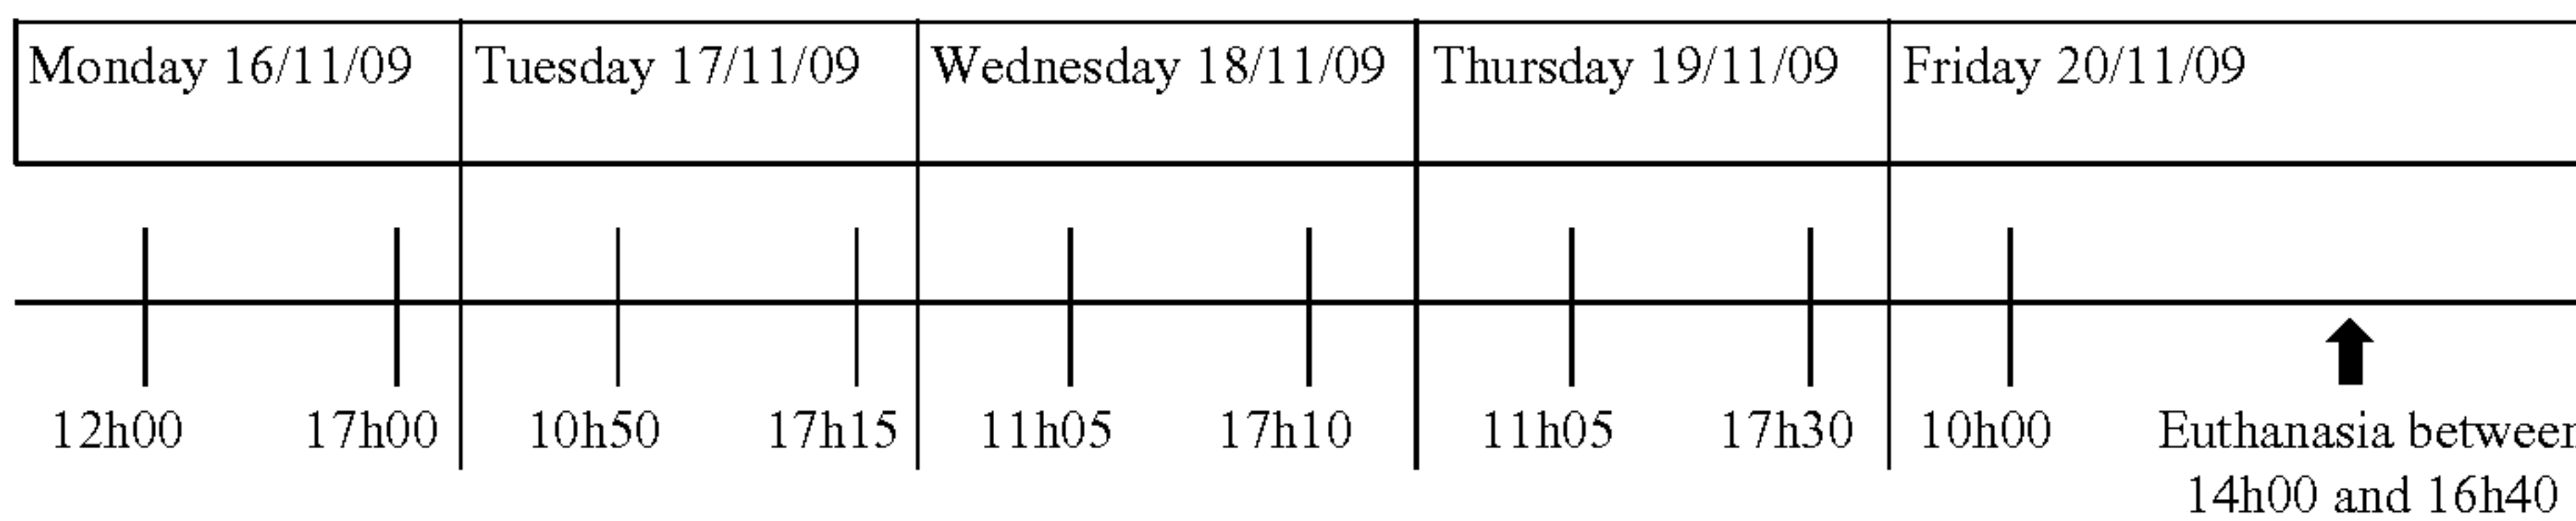 Monday 16/11/09 Tuesday 17/11/09 Wednesday 18/11/09 Thursday 19/11/09 Friday 20/11/09
12h00 17h00 10h50 17h15 11h05 17h10 11h05 17h30 10h00 Euthanasia between
14h00 and 16h40